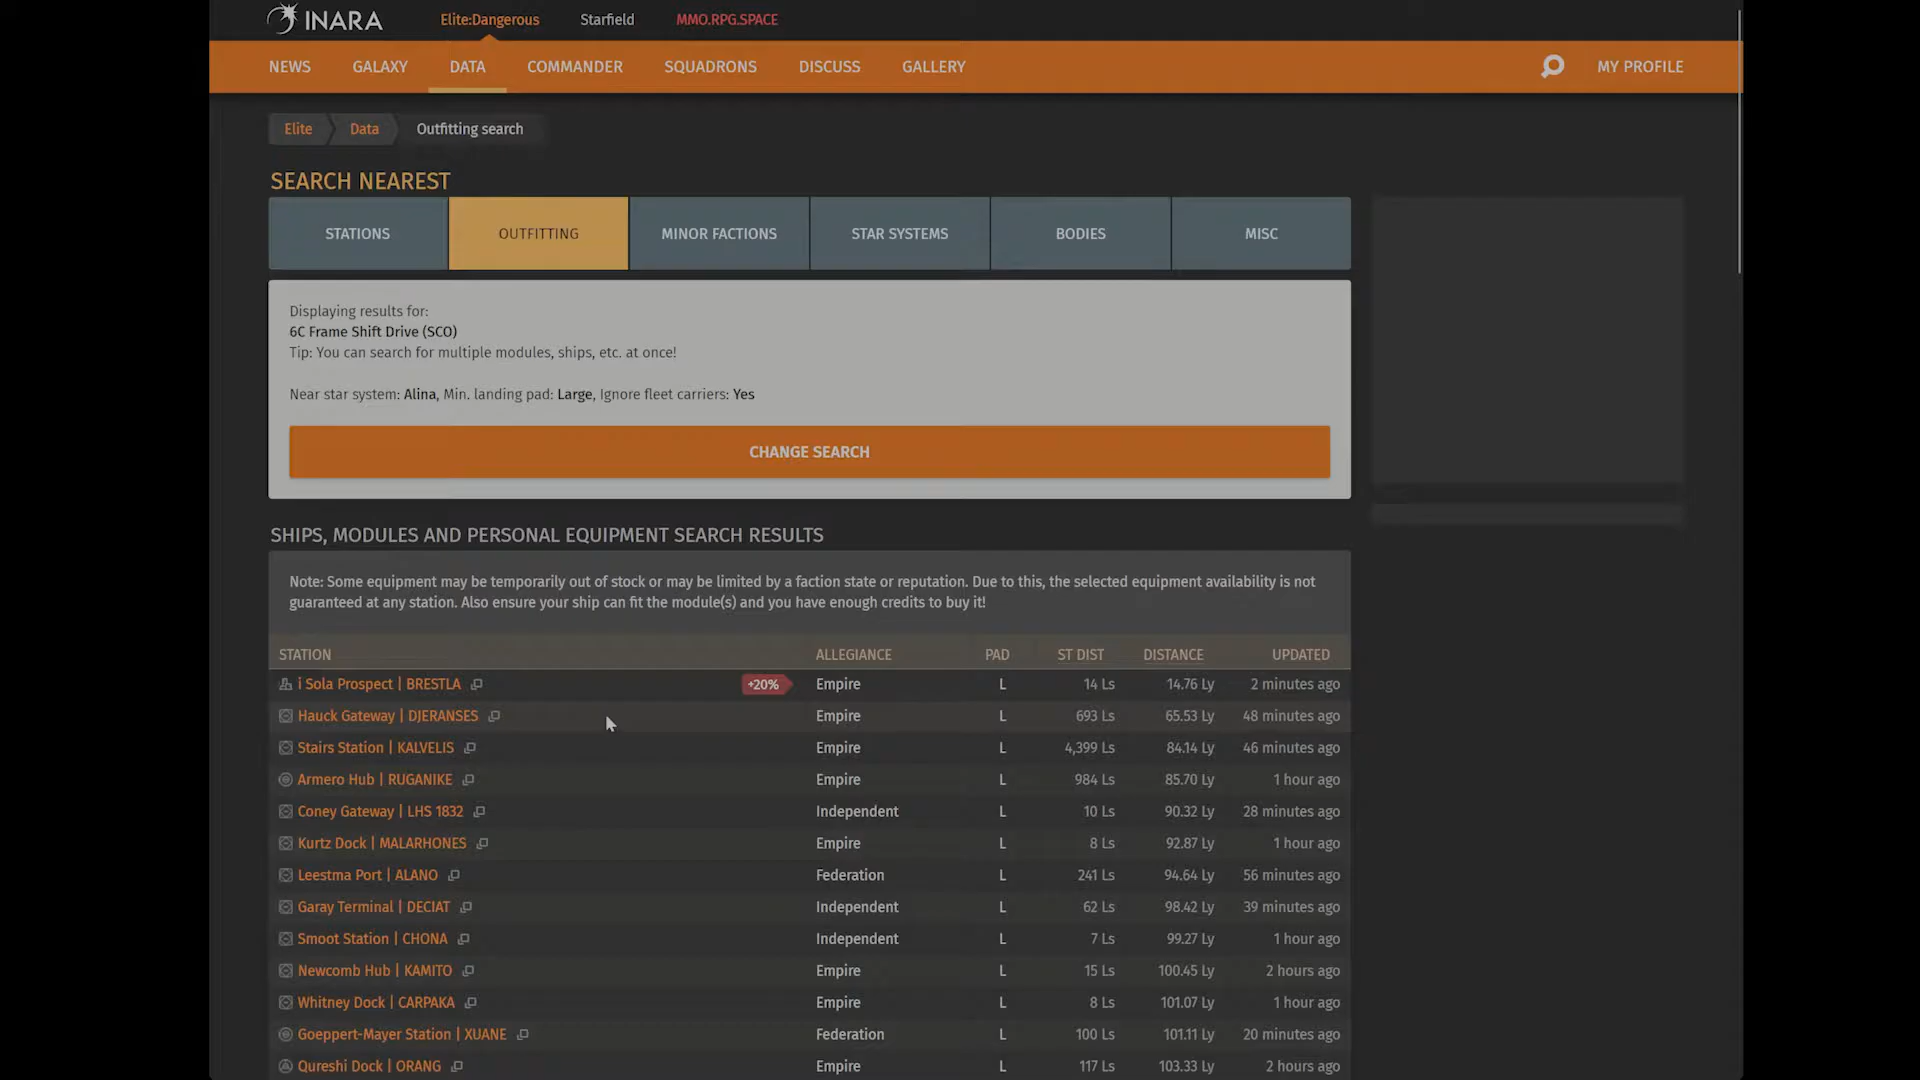 INARA Elite:Dangerous Starfield MMO.RPG.SPACE
NEWS GALAXY DATA COMMANDER SQUADRONS DISCUSS GALLERY MY PROFILE
Elite Data Outfitting search
SEARCH NEAREST
STATIONS OUTFITTING MINOR FACTIONS STAR SYSTEMS BODIES MISC
Displaying results for:
6C Frame Shift Drive (SCO)
Tip: You can search for multiple modules, ships, etc. at once!
Near star system: Alina, Min. landing pad: Large, Ignore fleet carriers: Yes
CHANGE SEARCH
SHIPS, MODULES AND PERSONAL EQUIPMENT SEARCH RESULTS
Note: Some equipment may be temporarily out of stock or may be limited by a faction state or reputation. Due to this, the selected equipment availability is not
guaranteed at any station. Also ensure your ship can fit the module(s) and you have enough credits to buy it!
STATION ALLEGIANCE PAD ST DIST DISTANCE UPDATED
i Sola Prospect | BRESTLA +20% Empire L 14 Ls 14.76 Ly 2 minutes ago
Hauck Gateway | DJERANSES Empire L 693 Ls 65.53 Ly 48 minutes ago
Stairs Station | KALVELIS Empire L 4,399 Ls 84.14 Ly 46 minutes ago
Armero Hub | RUGANIKE Empire L 984 Ls 85.70 Ly 1 hour ago
Coney Gateway | LHS 1832 Independent L 10 Ls 90.32 Ly 28 minutes ago
Kurtz Dock | MALARHONES Empire L 8 Ls 92.87 Ly 1 hour ago
Leestma Port | ALANO Federation L 241 Ls 94.64 Ly 56 minutes ago
Garay Terminal | DECIAT Independent L 62 Ls 98.42 Ly 39 minutes ago
Smoot Station | CHONA Independent L 7 Ls 99.27 Ly 1 hour ago
Newcomb Hub | KAMITO Empire L 15 Ls 100.45 Ly 2 hours ago
Whitney Dock | CARPAKA Empire L 8 Ls 101.07 Ly 1 hour ago
Goeppert-Mayer Station | XUANE Federation L 100 Ls 101.11 Ly 20 minutes ago
Qureshi Dock | ORANG Empire L 117 Ls 103.33 Ly 2 hours ago